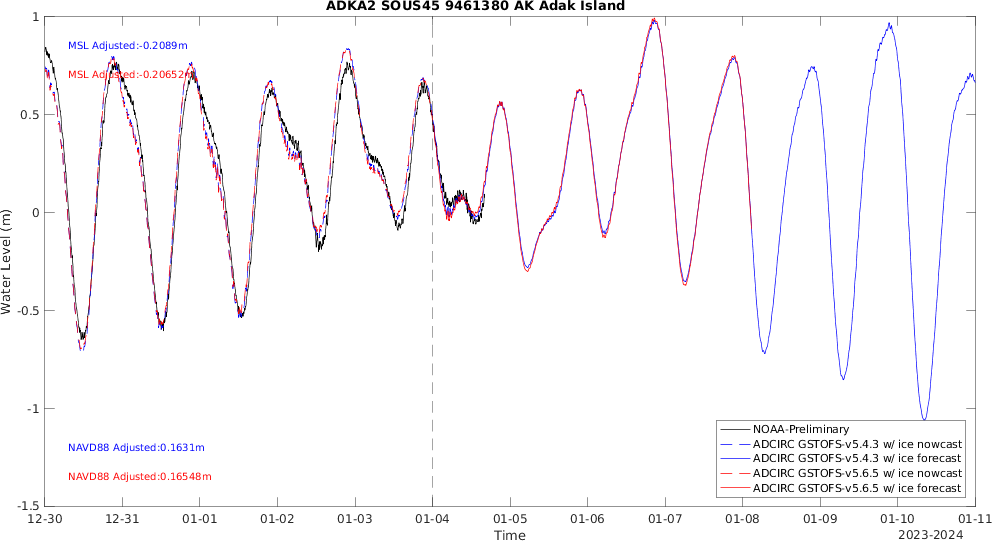 ADKA2 SOUS45 9461380 AK Adak Island
1
MSL Adjusted:-0.2089m
MSL Adjusted:-0.20652m
0.5
0
Water Level (m)
-0.5
-1
NOAA-Preliminary
NAVD88 Adjusted:0.1631m
ADCIRC GSTOFS-v5.4.3 w/ ice nowcast
ADCIRC GSTOFS-v5.4.3 w/ ice forecast
NAVD88 Adjusted:0.16548m
ADCIRC GSTOFS-v5.6.5 w/ ice nowcast
ADCIRC GSTOFS-v5.6.5 w/ ice forecast
-1.5
12-30 12-31 01-01 01-02 01-03 01-04 01-05 01-06 01-07 01-08 01-09 01-10 01-11
Time
2023-2024